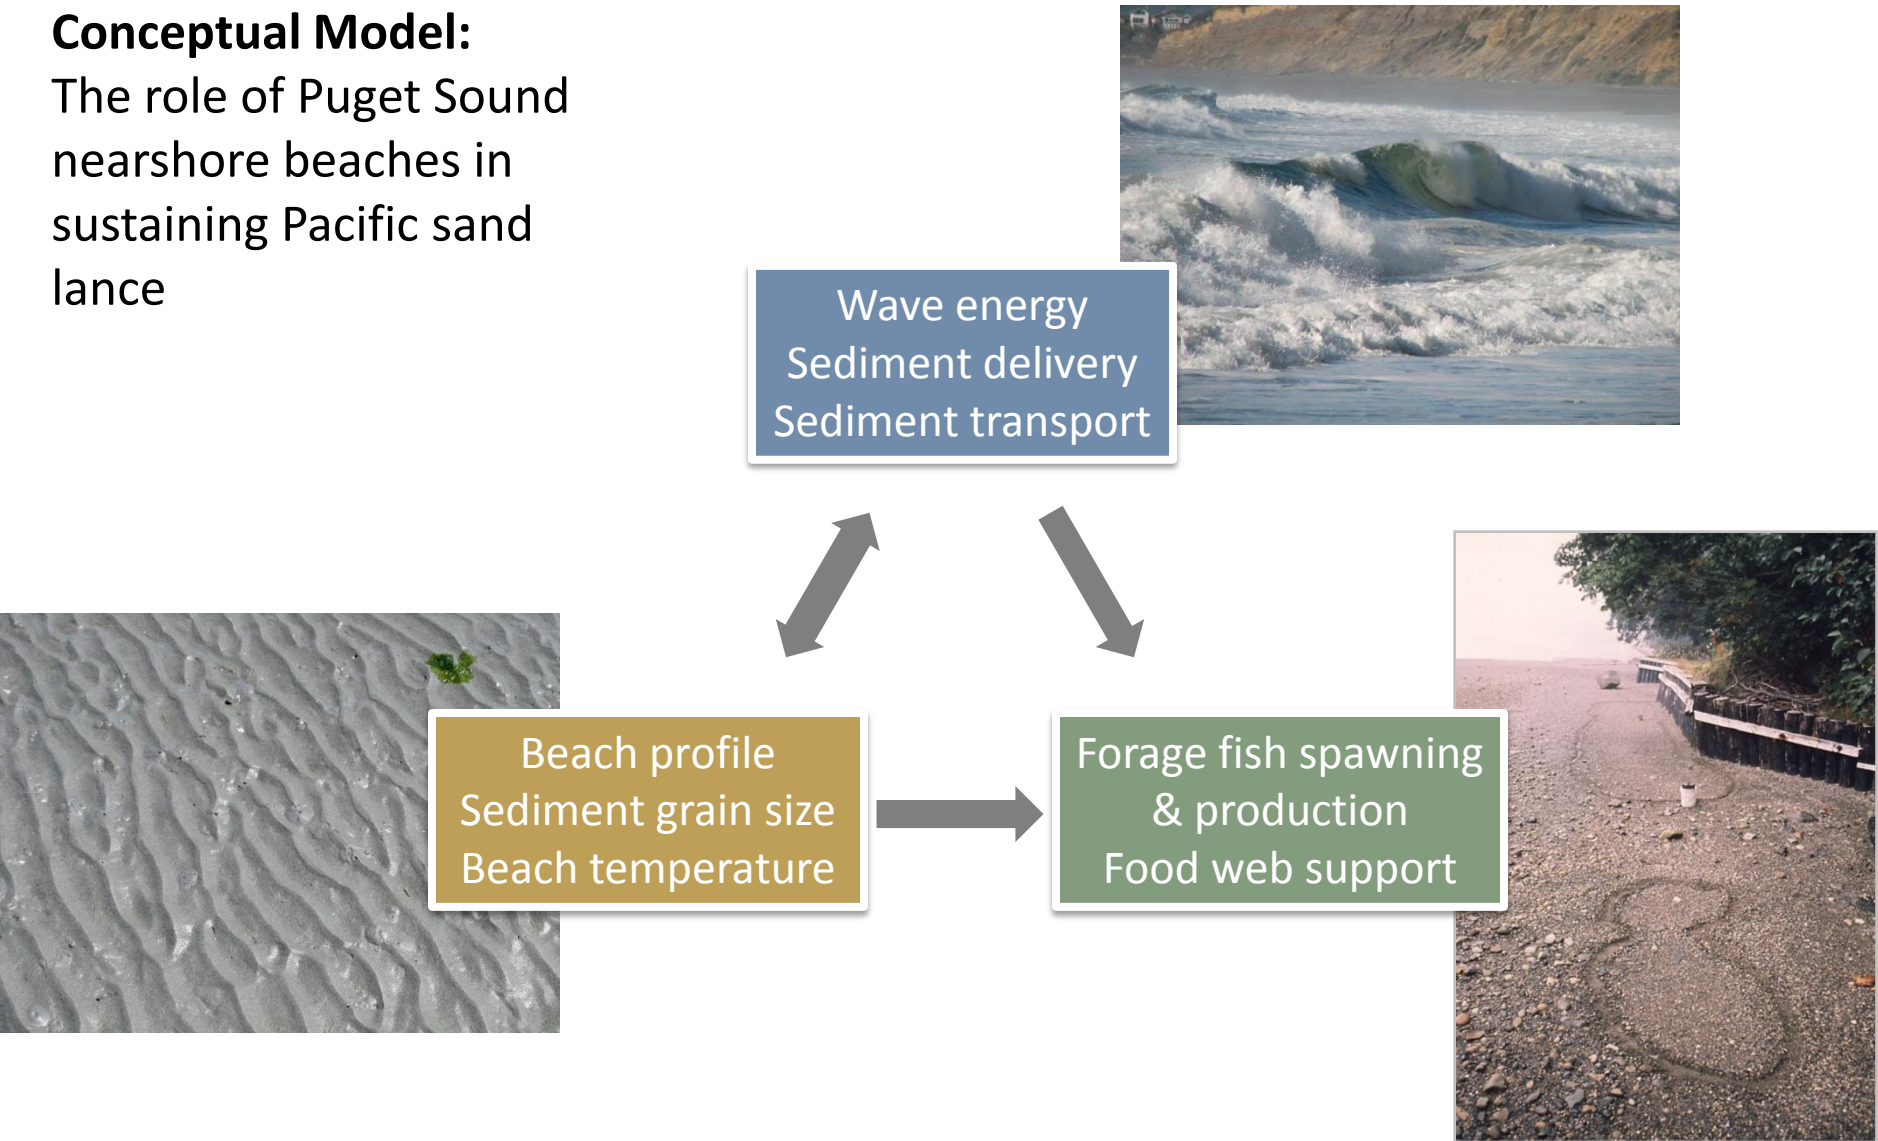 Conceptual Model:
The role of Puget Sound
nearshore beaches in
sustaining Pacific sand
lance
Wave energy
Sediment delivery
Sediment transport
Beach profile
Sediment grain size
Beach temperature
Forage fish spawning
& production
Food web support